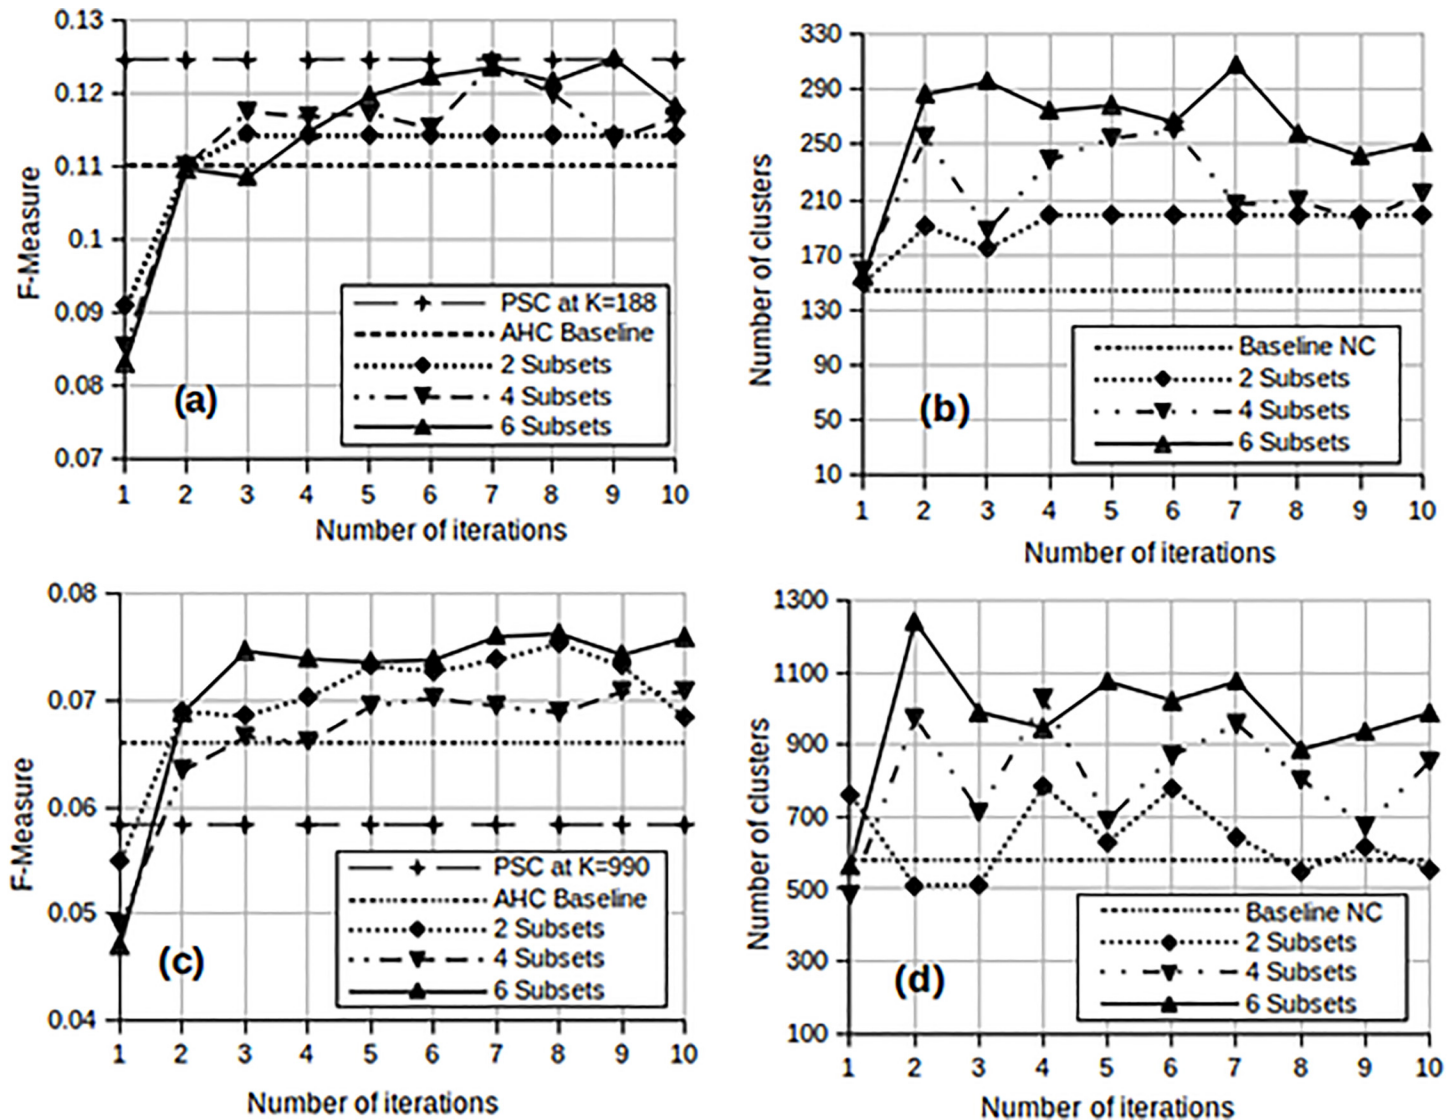 0.13
0.12
0.11
0.1
0.09
0.08
0.07
F-Measure
PSC at K=188
AHC Baseline
2 Subsets
4 Subsets
6 Subsets
(a)
1 2 3 4 5 6 7 8 9 10
Number of iterations
330
290
250
210
170
130
90
50
10
Number of clusters
Baseline NC
2 Subsets
4 Subsets
6 Subsets
(b)
1 2 3 4 5 6 7 8 9 10
Number of iterations
0.08
0.07
0.06
0.05
0.04
F-Measure
PSC at K=990
AHC Baseline
2 Subsets
4 Subsets
6 Subsets
(c)
1 2 3 4 5 6 7 8 9 10
Number of iterations
1300
1100
900
700
500
300
100
Number of clusters
Baseline NC
2 Subsets
4 Subsets
6 Subsets
(d)
1 2 3 4 5 6 7 8 9 10
Number of iterations